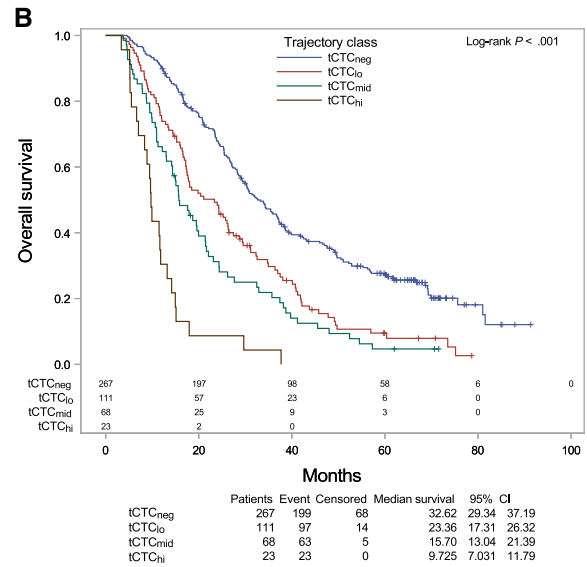 B
Trajectory class
Log-rank P < .001
tCTCneg
tCTClo
tCTCmid
tCTChi
Overall survival
1.0
0.8
0.6
0.4
0.2
0.0
tCTCneg 267 197 98 58 6 0
tCTClo 111 57 23 6 0
tCTCmid 68 25 9 3 0
tCTChi 23 2 0
0 20 40 60 80 100
Months
Patients Event Censored Median survival 95% CI
tCTCneg 267 199 68 32.62 29.34 37.19
tCTClo 111 97 14 23.36 17.31 26.32
tCTCmid 68 63 5 15.70 13.04 21.39
tCTChi 23 23 0 9.725 7.031 11.79